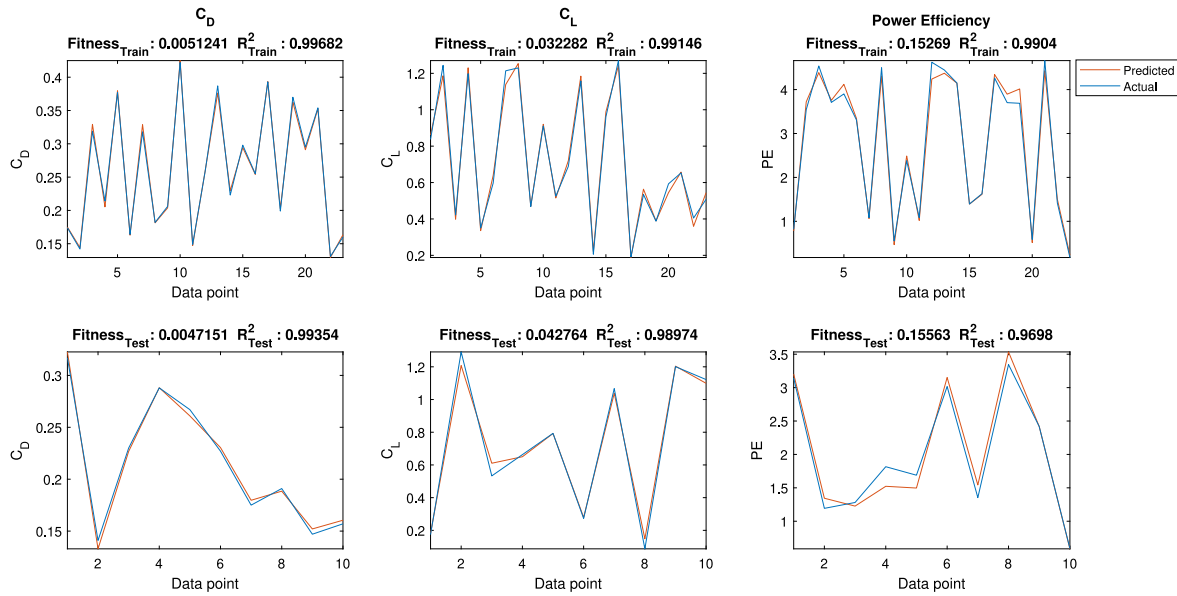 C_D
Fitness_Train : 0.0051241 R²_Train : 0.99682
0.4
0.35
0.3
0.25
0.2
0.15
C_D
5 10 15 20
Data point
C_L
Fitness_Train : 0.032282 R²_Train : 0.99146
1.2
1
0.8
0.6
0.4
0.2
C_L
5 10 15 20
Data point
Power Efficiency
Fitness_Train : 0.15269 R²_Train : 0.9904
4
3
2
1
PE
5 10 15 20
Data point
Predicted
Actual
Fitness_Test : 0.0047151 R²_Test : 0.99354
0.3
0.25
0.2
0.15
C_D
2 4 6 8 10
Data point
Fitness_Test : 0.042764 R²_Test : 0.98974
1.2
1.0
0.8
0.6
0.4
0.2
C_L
2 4 6 8 10
Data point
Fitness_Test : 0.15563 R²_Test : 0.9698
3.5
3
2.5
2
1.5
1
PE
2 4 6 8 10
Data point